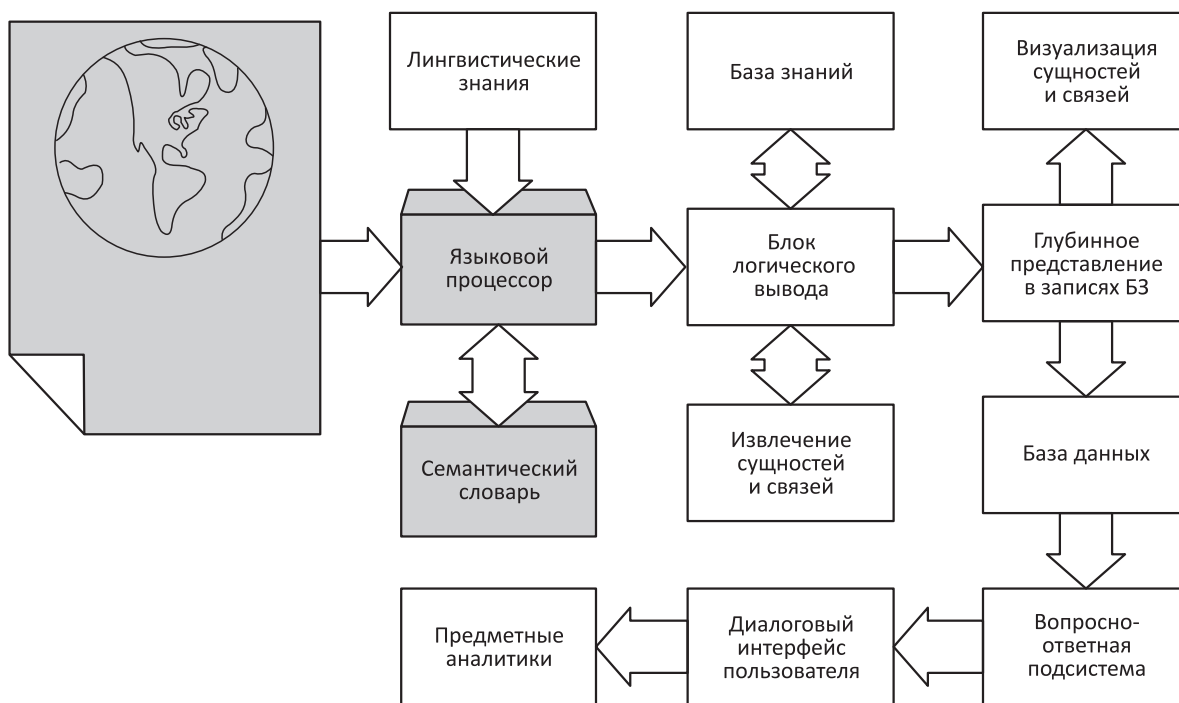 Лингвистические
знания
База знаний
Визуализация
сущностей
и связей
Языковой
процессор
Блок
логического
вывода
Глубинное
представление
в записях БЗ
Семантический
словарь
Извлечение
сущностей
и связей
База данных
Предметные
аналитики
Диалоговый
интерфейс
пользователя
Вопросно-
ответная
подсистема